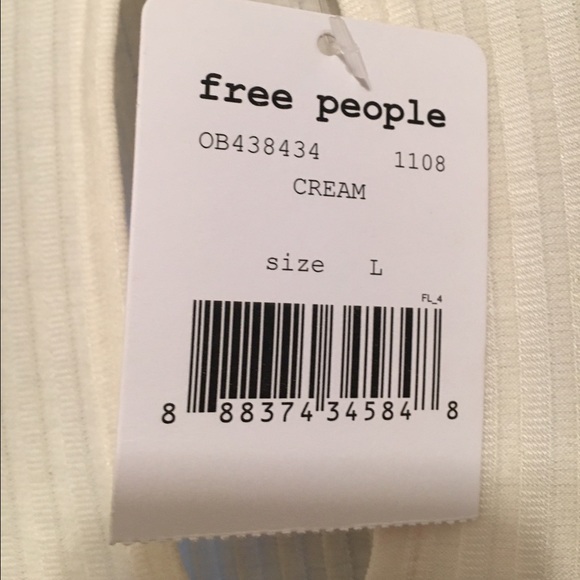 free people
OB438434 1108
CREAM
size L
FL_4
8 88374 34584 8